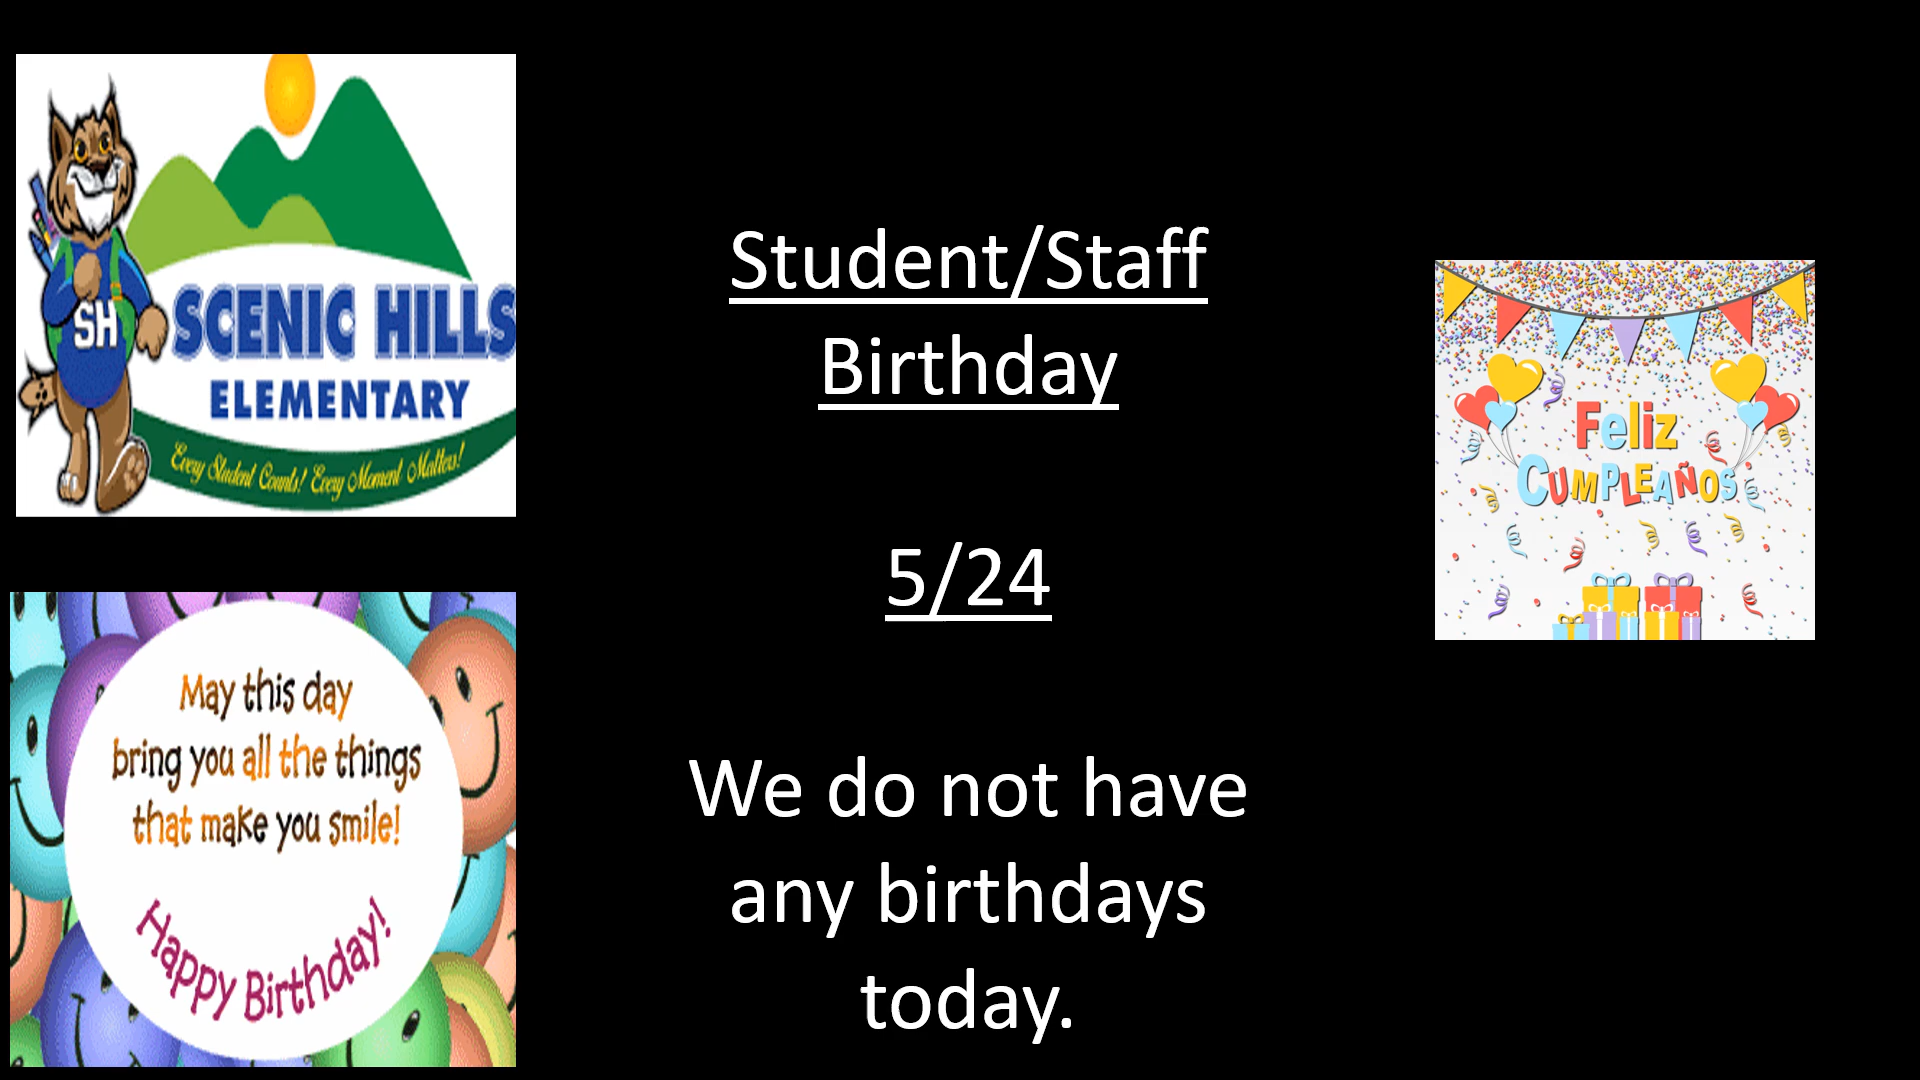 SH
SCENIC HILLS
ELEMENTARY
Every Student Counts! Every Moment Matters!
Student/Staff
Birthday
5/24
We do not have
any birthdays
today.
May this day
bring you all the things
that make you smile!
Happy Birthday!
Feliz
CUMPLEAÑOS